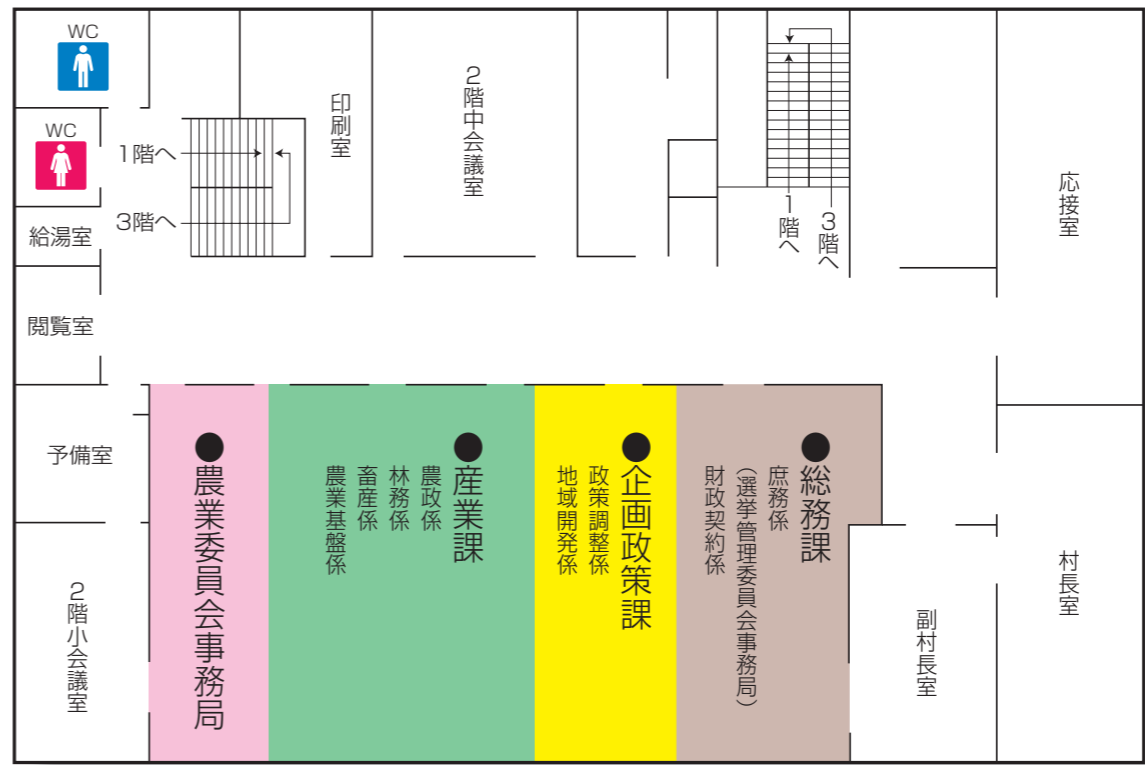 WC
WC
給湯室
閲覧室
予備室
2階小会議室
1階へ
3階へ
印刷室
2階中会議室
1階へ
3階へ
応接室
村長室
副村長室
●総務課
庶務係
（選挙管理委員会事務局）
財政契約係
●企画政策課
政策調整係
地域開発係
●産業課
農政係
林務係
畜産係
農業基盤係
●農業委員会事務局